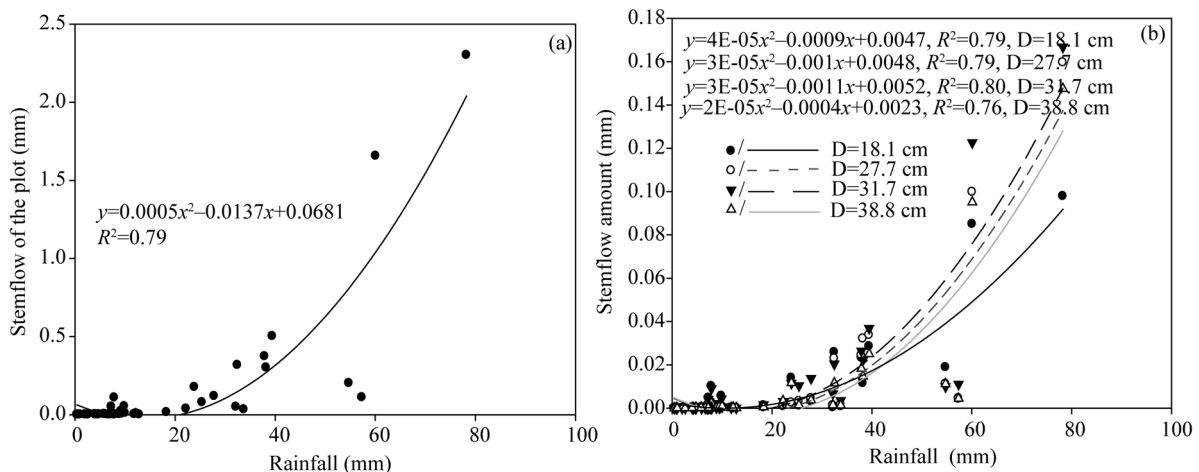 (a)
2.5
2.0
1.5
1.0
0.5
0.0
Stemflow of the plot (mm)
y=0.0005x²–0.0137x+0.0681
R²=0.79
0 20 40 60 80 100
Rainfall (mm)
(b)
0.18
0.16
0.14
0.12
0.10
0.08
0.06
0.04
0.02
0.00
Stemflow amount (mm)
y=4E-05x²–0.0009x+0.0047, R²=0.79, D=18.1 cm
y=3E-05x²–0.001x+0.0048, R²=0.79, D=27.7 cm
y=3E-05x²–0.0011x+0.0052, R²=0.80, D=31.7 cm
y=2E-05x²–0.0004x+0.0023, R²=0.76, D=38.8 cm
/ D=18.1 cm
/ D=27.7 cm
/ D=31.7 cm
/ D=38.8 cm
0 20 40 60 80 100
Rainfall (mm)